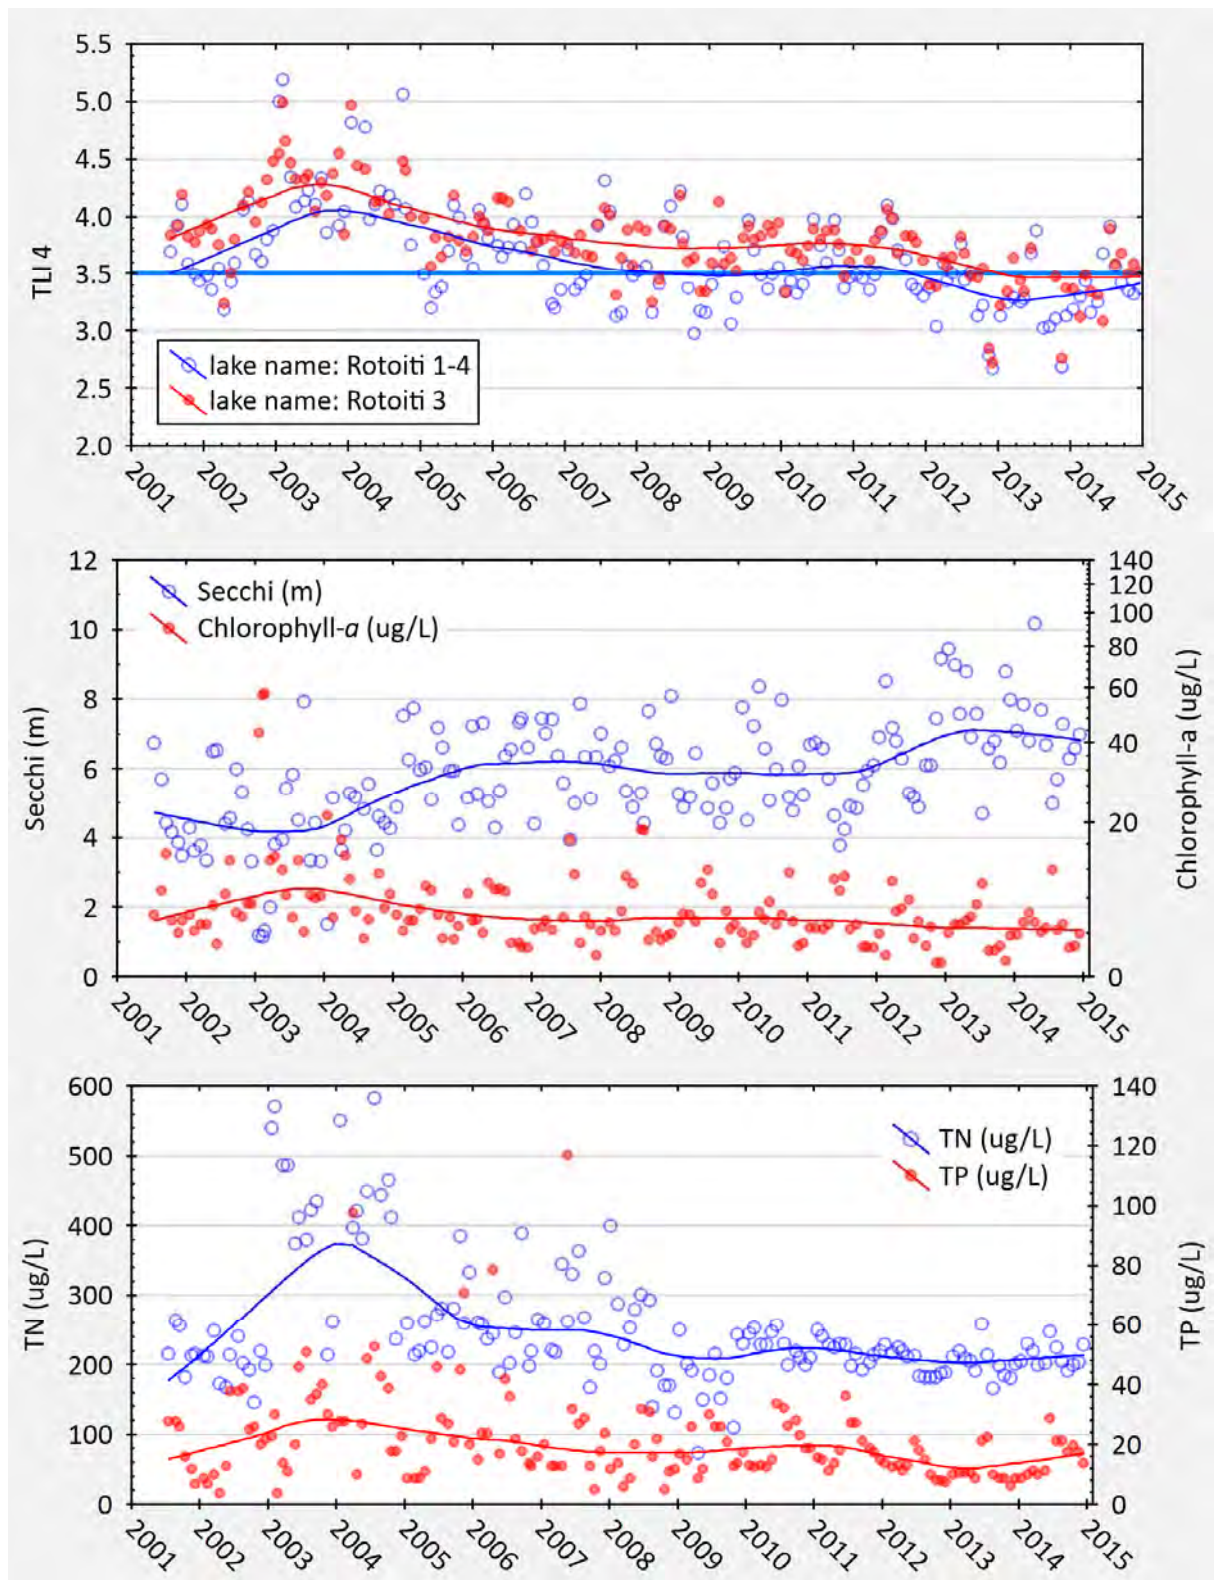 5.5
5.0
4.5
4.0
3.5
3.0
2.5
2.0
TLI 4
lake name: Rotoiti 1-4
lake name: Rotoiti 3
2001 2002 2003 2004 2005 2006 2007 2008 2009 2010 2011 2012 2013 2014 2015
12
10
8
6
4
2
0
Secchi (m)
Secchi (m)
Chlorophyll-a (ug/L)
140
120
100
80
60
40
20
0
Chlorophyll-a (ug/L)
2001 2002 2003 2004 2005 2006 2007 2008 2009 2010 2011 2012 2013 2014 2015
600
500
400
300
200
100
0
TN (ug/L)
TN (ug/L)
TP (ug/L)
140
120
100
80
60
40
20
0
TP (ug/L)
2001 2002 2003 2004 2005 2006 2007 2008 2009 2010 2011 2012 2013 2014 2015